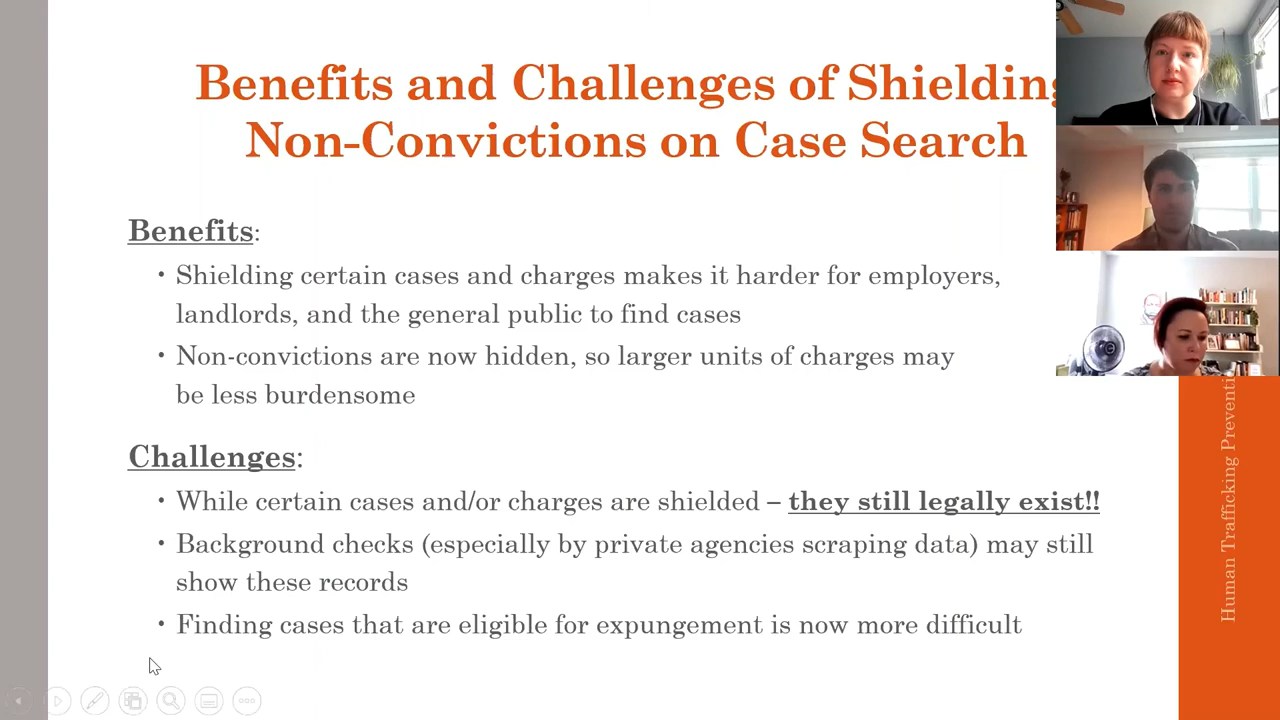 Benefits and Challenges of Shielding
Non-Convictions on Case Search
Benefits:
• Shielding certain cases and charges makes it harder for employers,
landlords, and the general public to find cases
• Non-convictions are now hidden, so larger units of charges may
be less burdensome
Challenges:
• While certain cases and/or charges are shielded – they still legally exist!!
• Background checks (especially by private agencies scraping data) may still
show these records
• Finding cases that are eligible for expungement is now more difficult
Human Trafficking